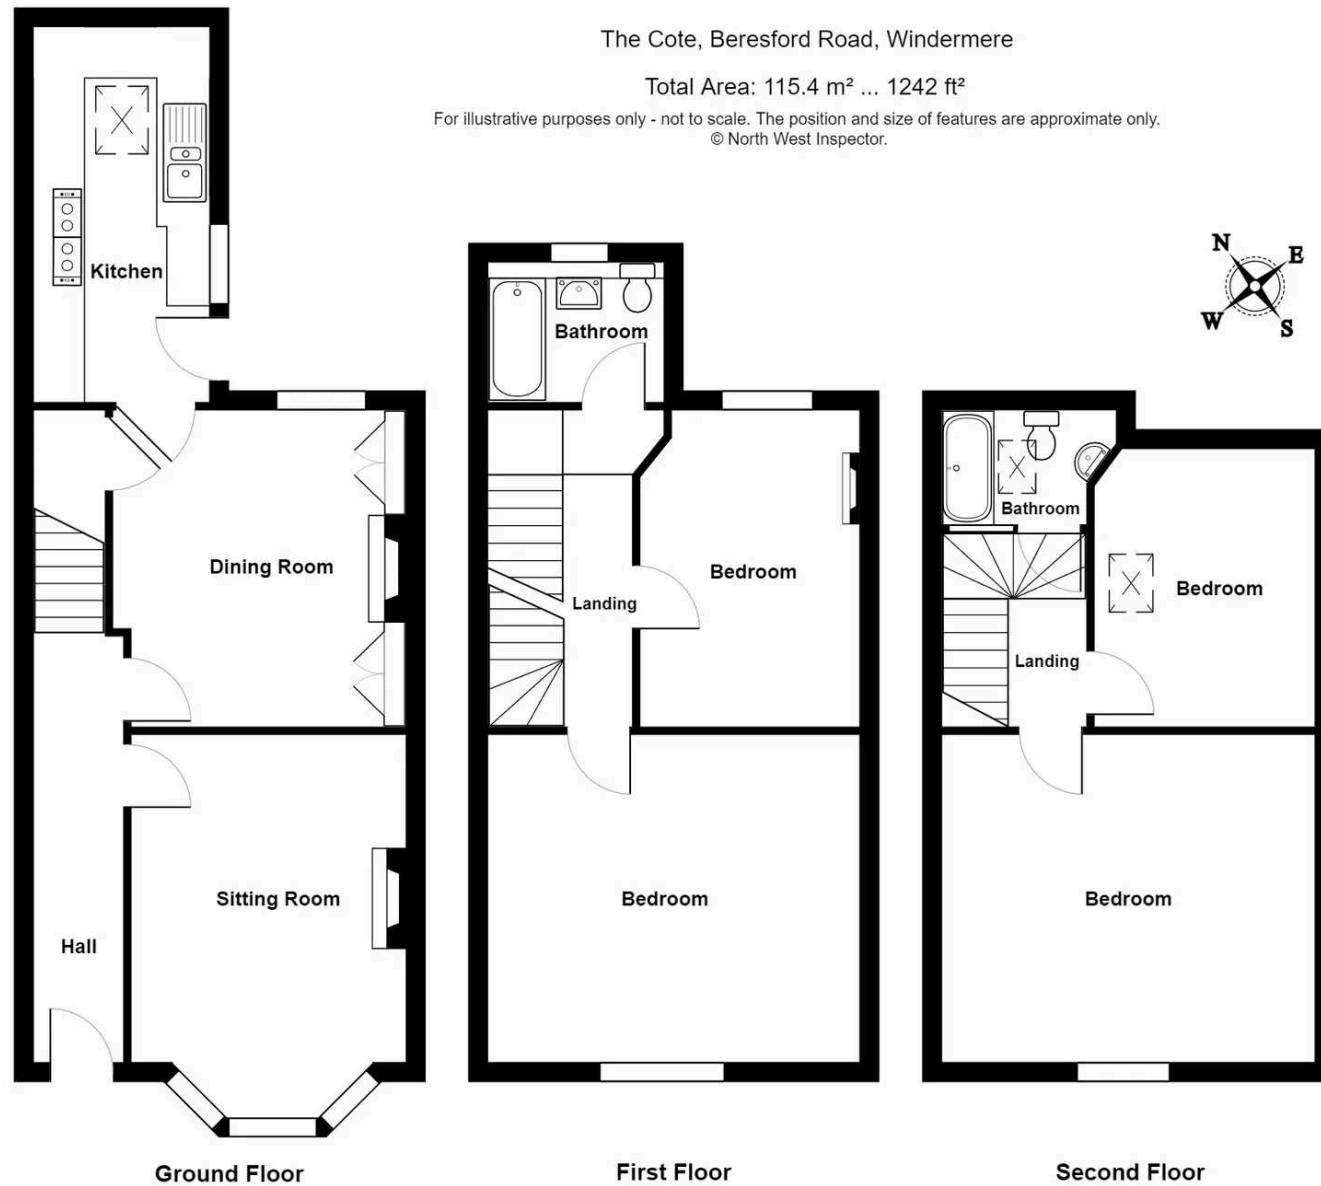 The Cote, Beresford Road, Windermere
Total Area: 115.4 m² ... 1242 ft²
For illustrative purposes only - not to scale. The position and size of features are approximate only.
© North West Inspector.
N
E
W
S
Kitchen
Dining Room
Sitting Room
Hall
Ground Floor
Bathroom
Landing
Bedroom
Bedroom
First Floor
Bathroom
Bedroom
Landing
Bedroom
Second Floor